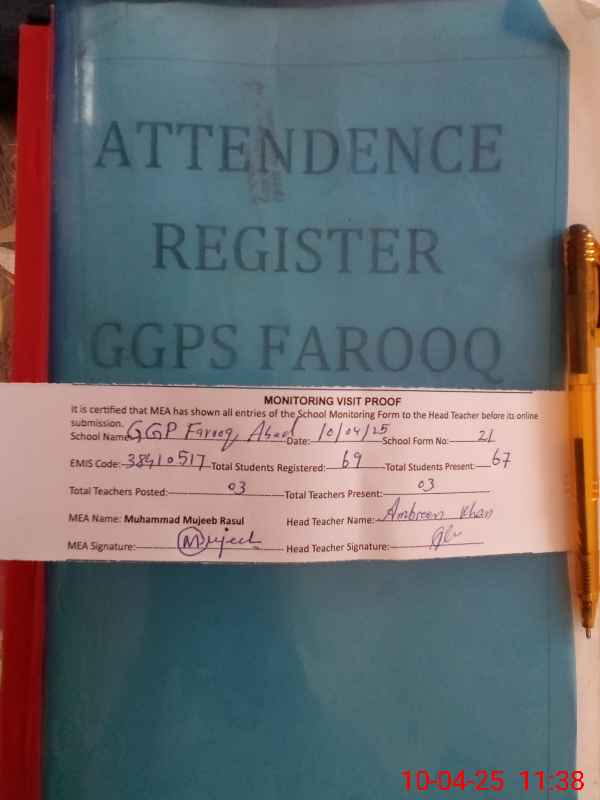 ATTENDENCE
REGISTER
GGPS FAROOQ
MONITORING VISIT PROOF
It is certified that MEA has shown all entries of the School Monitoring Form to the Head Teacher before its online
submission.
School Name: GGP Farooq Abad Date: 10/04/25 School Form No: 21
EMIS Code: 38410517 Total Students Registered: 69 Total Students Present: 67
Total Teachers Posted: 03 Total Teachers Present: 03
MEA Name: Muhammad Mujeeb Rasul Head Teacher Name: Ambreen Khan
MEA Signature: Mujeeb Head Teacher Signature:
10-04-25 11:38